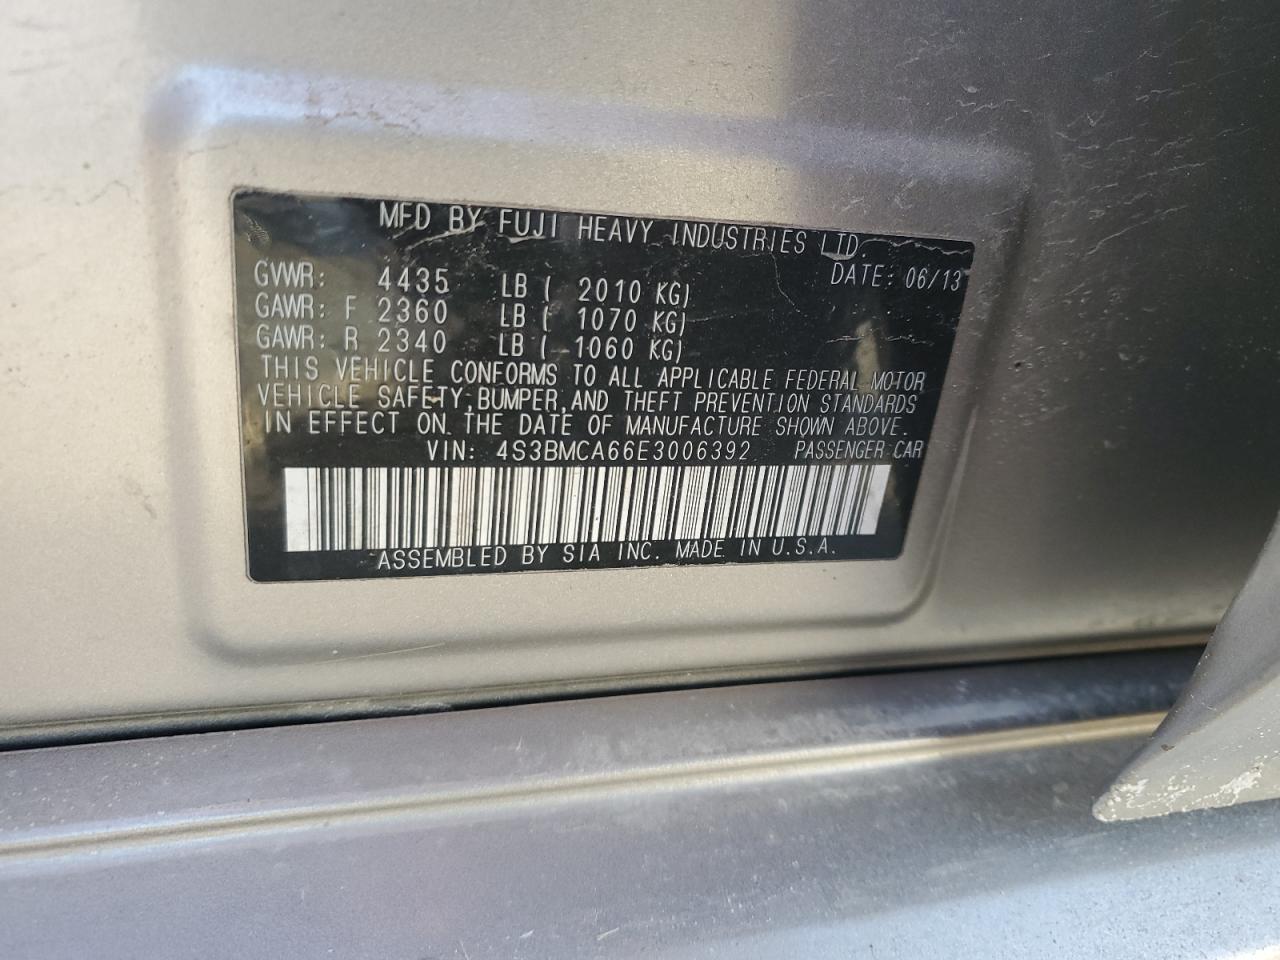 MFD BY FUJI HEAVY INDUSTRIES LTD.
DATE: 06/13
GVWR: 4435 LB ( 2010 KG)
GAWR: F 2360 LB ( 1070 KG)
GAWR: R 2340 LB ( 1060 KG)
THIS VEHICLE CONFORMS TO ALL APPLICABLE FEDERAL MOTOR
VEHICLE SAFETY, BUMPER, AND THEFT PREVENTION STANDARDS
IN EFFECT ON THE DATE OF MANUFACTURE SHOWN ABOVE.
VIN: 4S3BMCA66E3006392 PASSENGER CAR
ASSEMBLED BY SIA INC. MADE IN U.S.A.